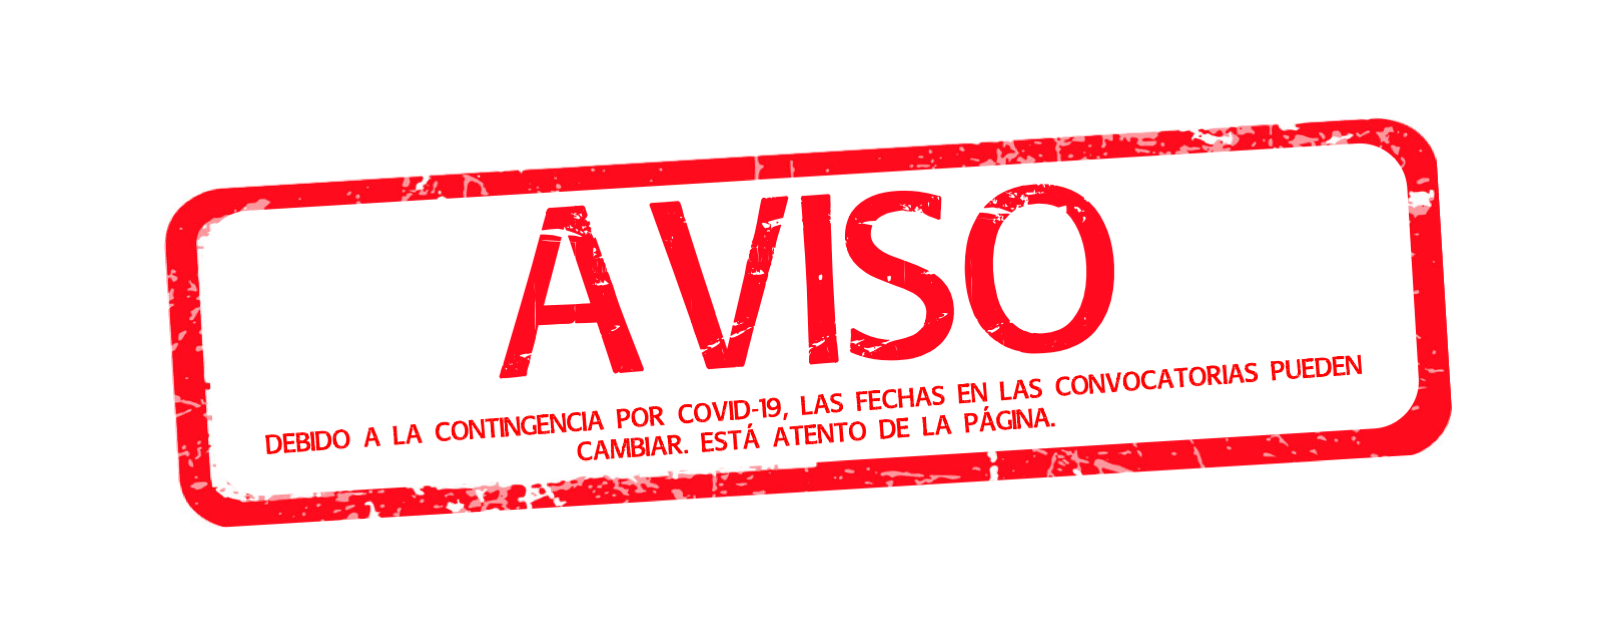 AVISO
DEBIDO A LA CONTINGENCIA POR COVID-19, LAS FECHAS EN LAS CONVOCATORIAS PUEDEN
CAMBIAR. ESTÁ ATENTO DE LA PÁGINA.